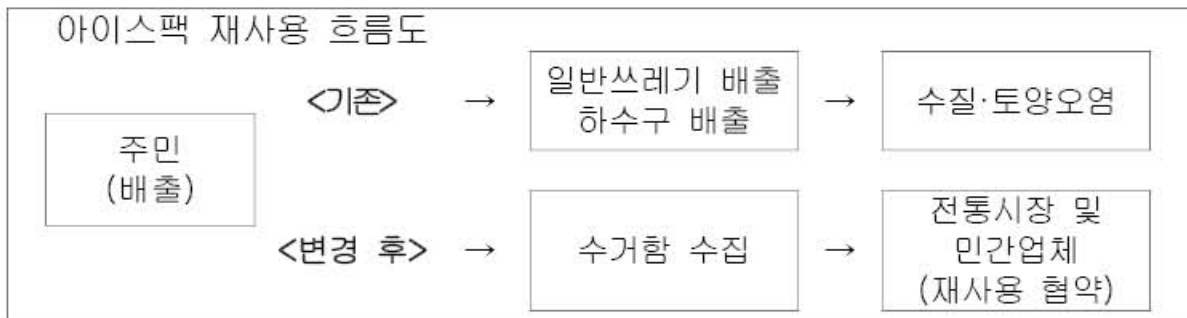 아이스팩 재사용 흐름도
주민
(배출)
<기존>
→
일반쓰레기 배출
하수구 배출
→
수질·토양오염
<변경 후>
→
수거함 수집
→
전통시장 및
민간업체
(재사용 협약)